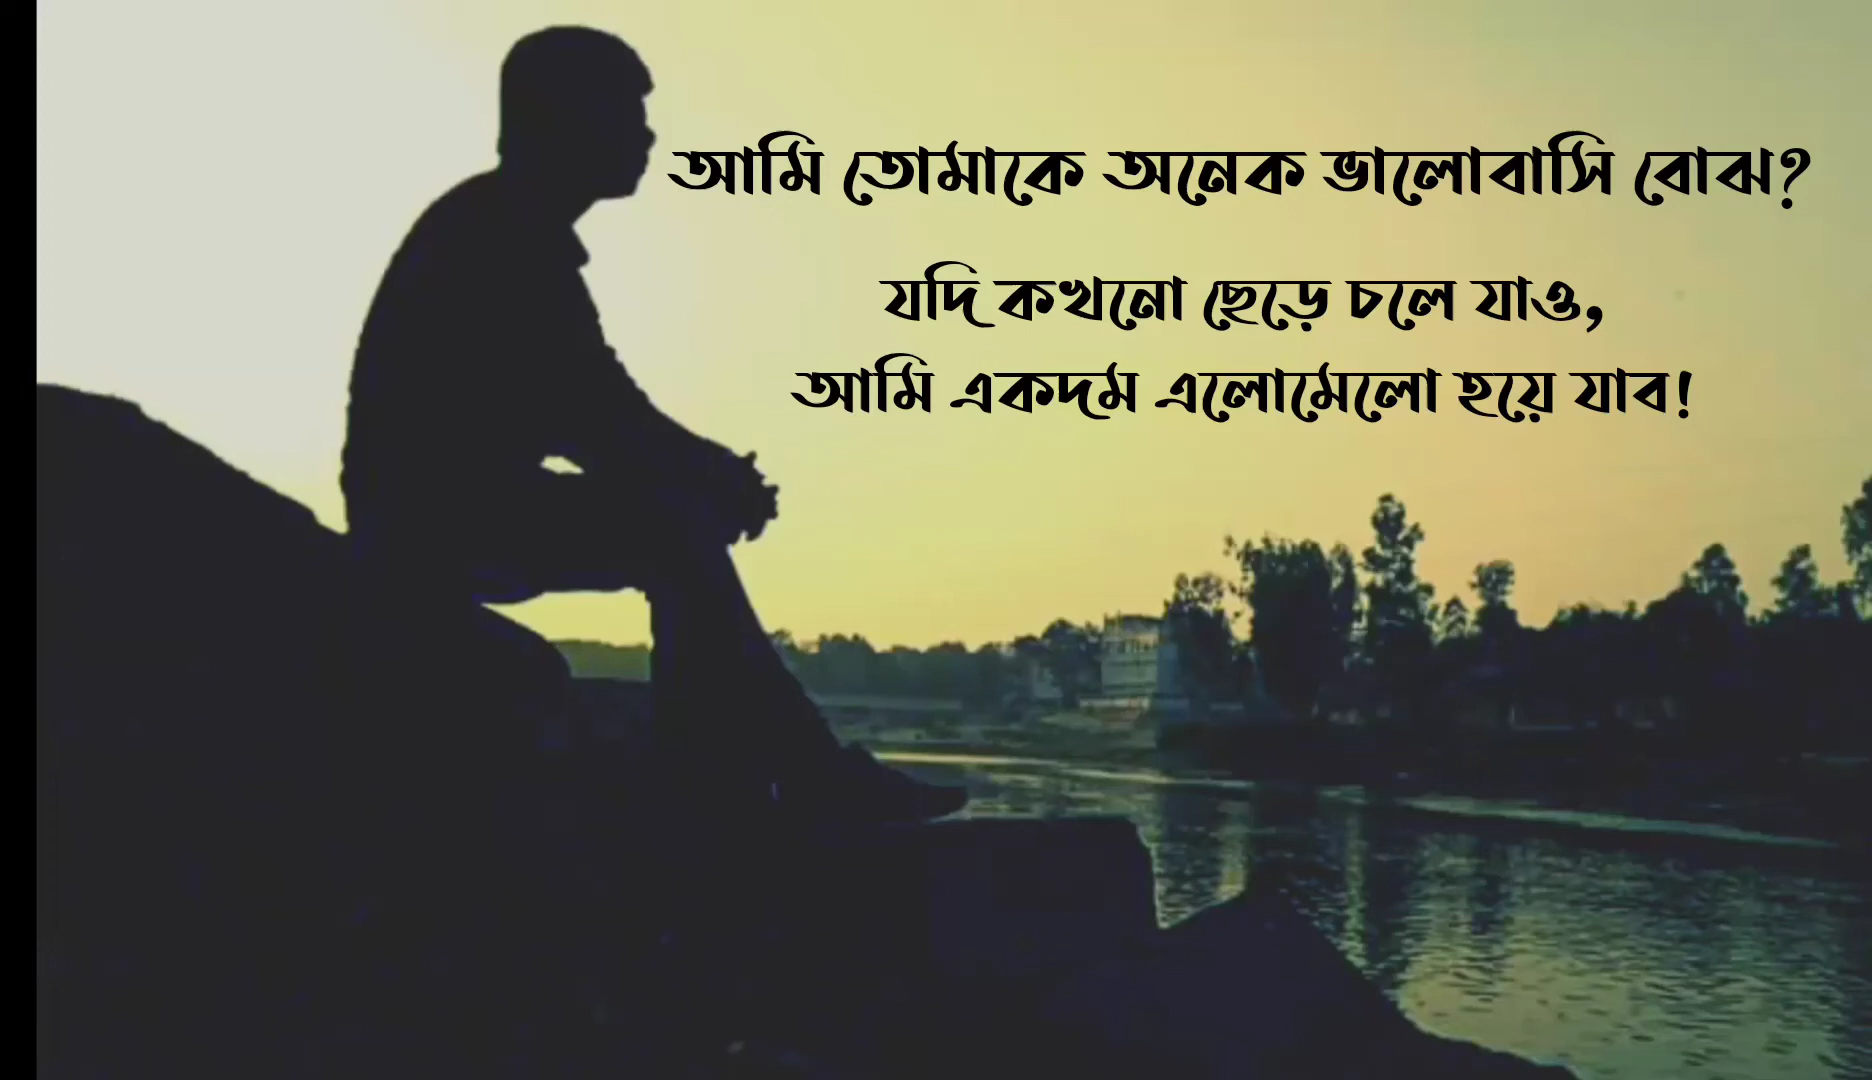 আমি তোমাকে অনেক ভালোবাসি বোঝ?
যদি কখনো ছেড়ে চলে যাও,
আমি একদম এলোমেলো হয়ে যাব!